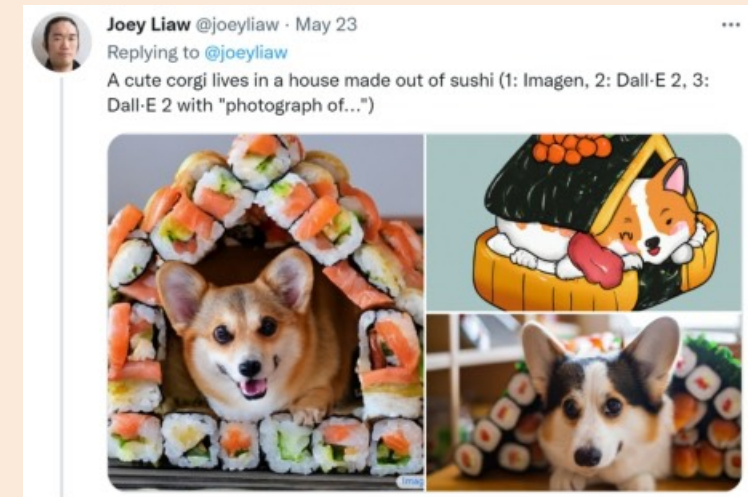 Joey Liaw @joeyliaw · May 23
Replying to @joeyliaw
A cute corgi lives in a house made out of sushi (1: Imagen, 2: Dall·E 2, 3:
Dall·E 2 with "photograph of...")
Imag